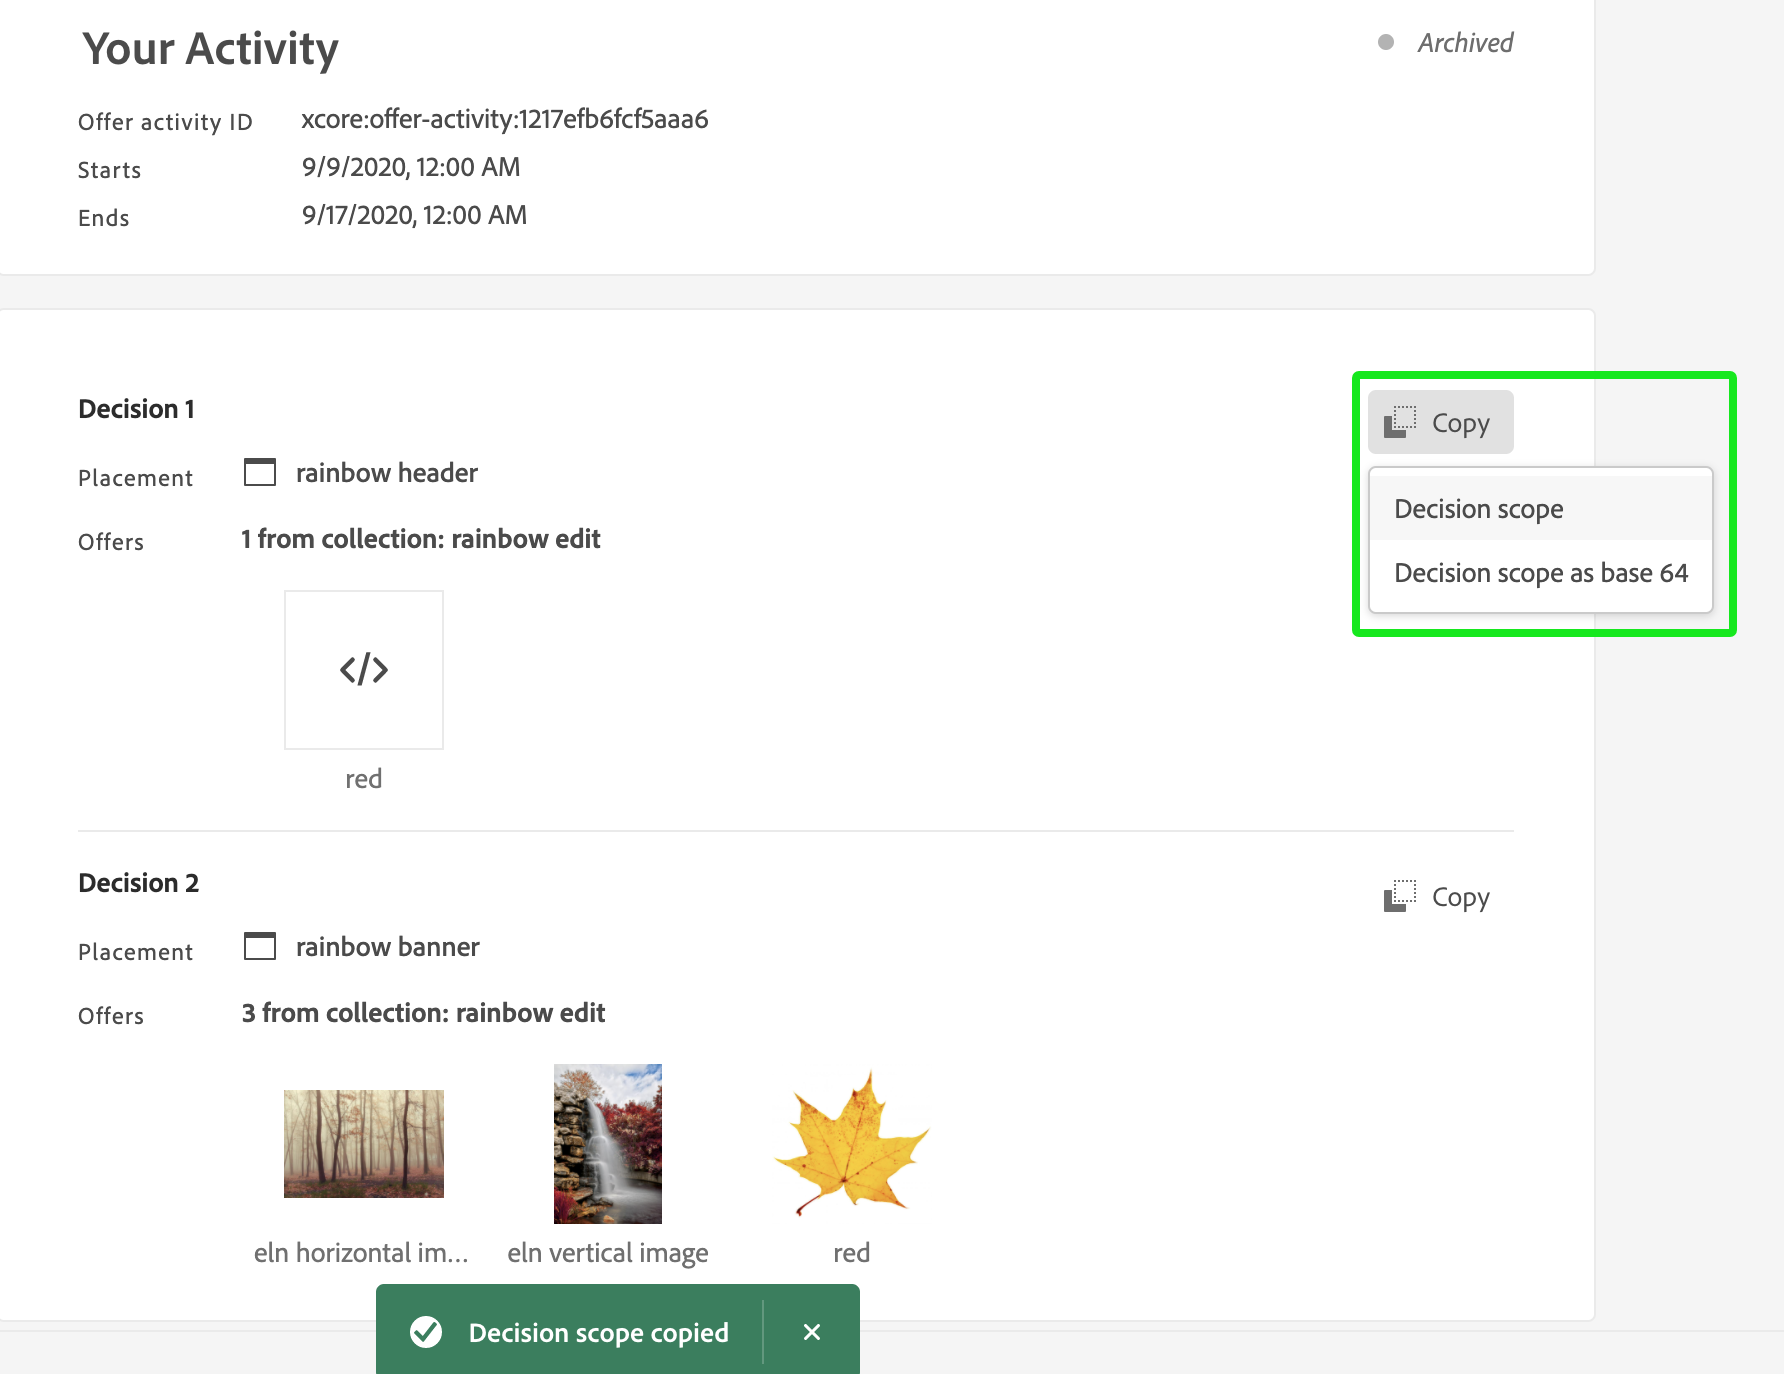 Your Activity
Archived
Offer activity ID xcore:offer-activity:1217efb6fcf5aaa6
Starts 9/9/2020, 12:00 AM
Ends 9/17/2020, 12:00 AM
Decision 1
Copy
Decision scope
Decision scope as base 64
Placement rainbow header
Offers 1 from collection: rainbow edit
</>
red
Decision 2
Copy
Placement rainbow banner
Offers 3 from collection: rainbow edit
eln horizontal im... eln vertical image red
Decision scope copied